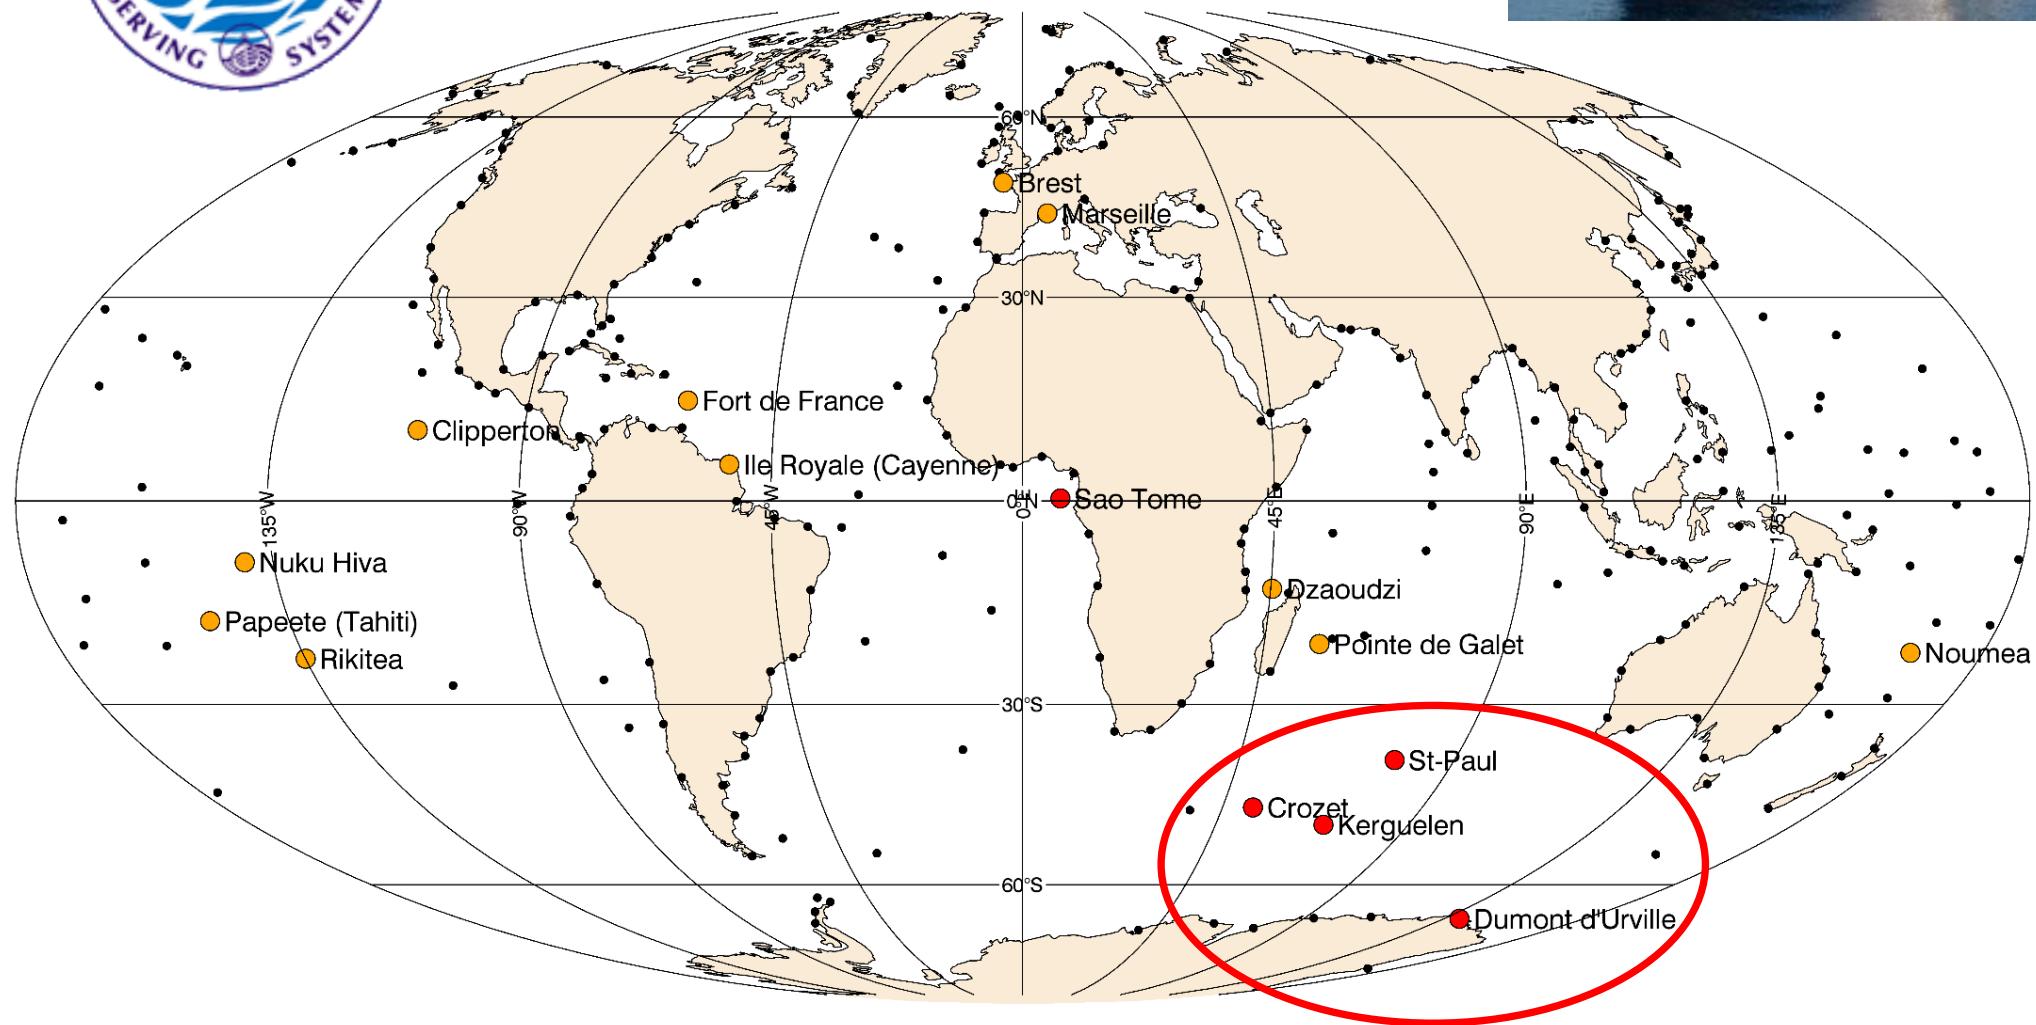 SERVING SYSTEM
60°N
Brest
Marseille
30°N
Fort de France
Clipperton
Ile Royale (Cayenne)
135°W
90°W
45°W
0°N
0°E
Sao Tome
45°E
90°E
135°E
Nuku Hiva
Dzaoudzi
Papeete (Tahiti)
Pointe de Galet
Noumea
Rikitea
30°S
St-Paul
Crozet
Kerguelen
60°S
Dumont d'Urville